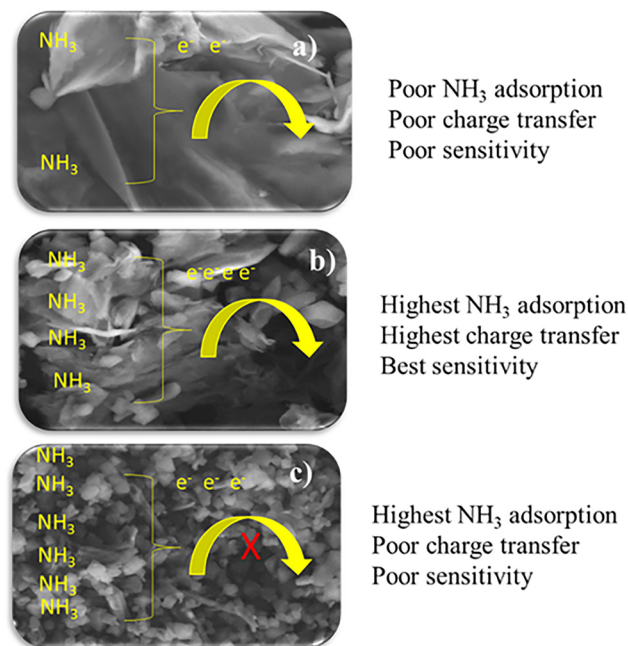 NH₃
e⁻ e⁻
a)
NH₃
Poor NH₃ adsorption
Poor charge transfer
Poor sensitivity
NH₃
e⁻e⁻e e⁻
b)
NH₃
NH₃
NH₃
Highest NH₃ adsorption
Highest charge transfer
Best sensitivity
NH₃
c)
NH₃
e⁻ e⁻ e⁻
NH₃
X
NH₃
NH₃
NH₃
Highest NH₃ adsorption
Poor charge transfer
Poor sensitivity